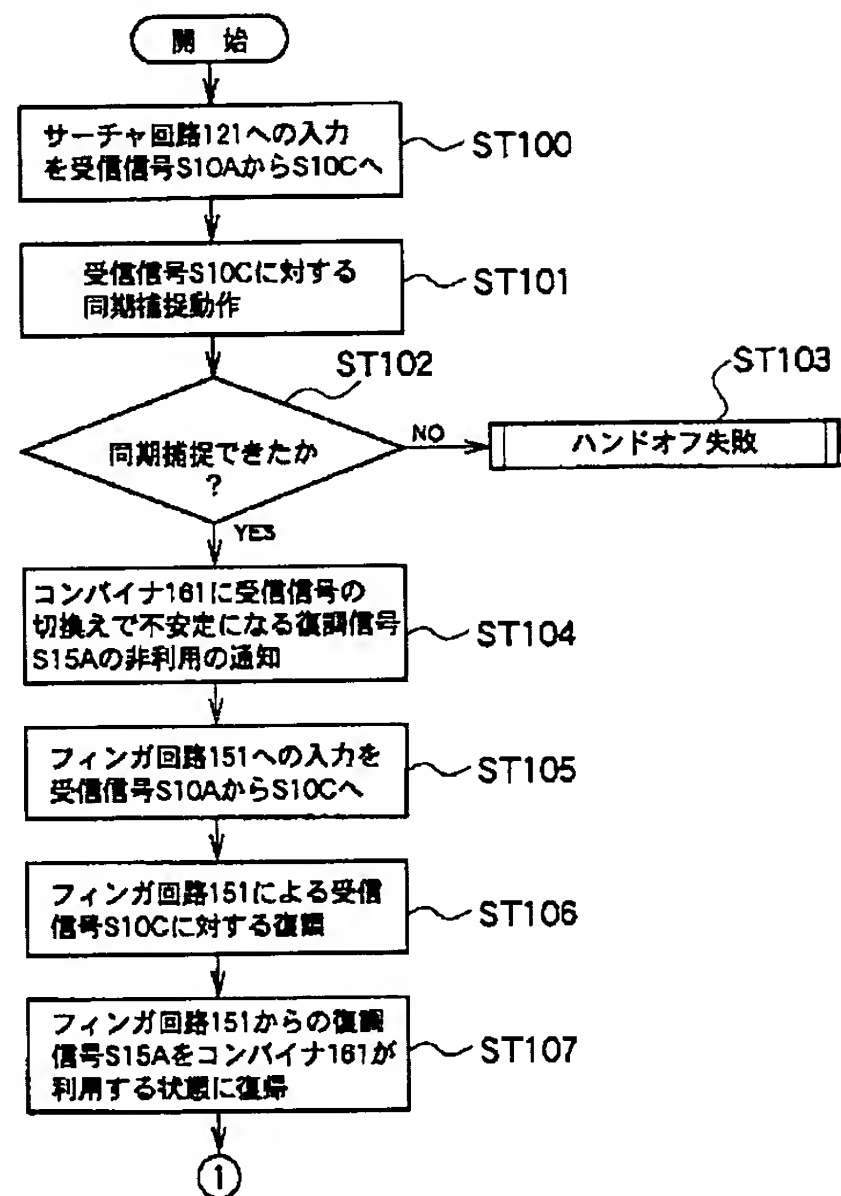 開 始
サーチャ回路121への入力
を受信信号S10AからS10Cへ
ST100
受信信号S10Cに対する
同期捕捉動作
ST101
ST102
同期捕捉できたか
?
NO
YES
ST103
ハンドオフ失敗
コンバイナ161に受信信号の
切換えで不安定になる復調信号
S15Aの非利用の通知
ST104
フィンガ回路151への入力を
受信信号S10AからS10Cへ
ST105
フィンガ回路151による受信
信号S10Cに対する復調
ST106
フィンガ回路151からの復調
信号S15Aをコンバイナ161が
利用する状態に復帰
ST107
1